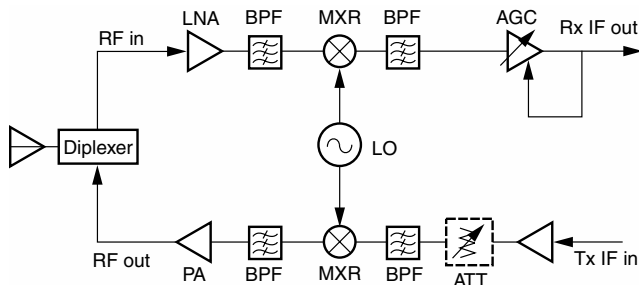 LNA
BPF
MXR
BPF
AGC
Rx IF out
RF in
Diplexer
LO
RF out
PA
BPF
MXR
BPF
ATT
Tx IF in